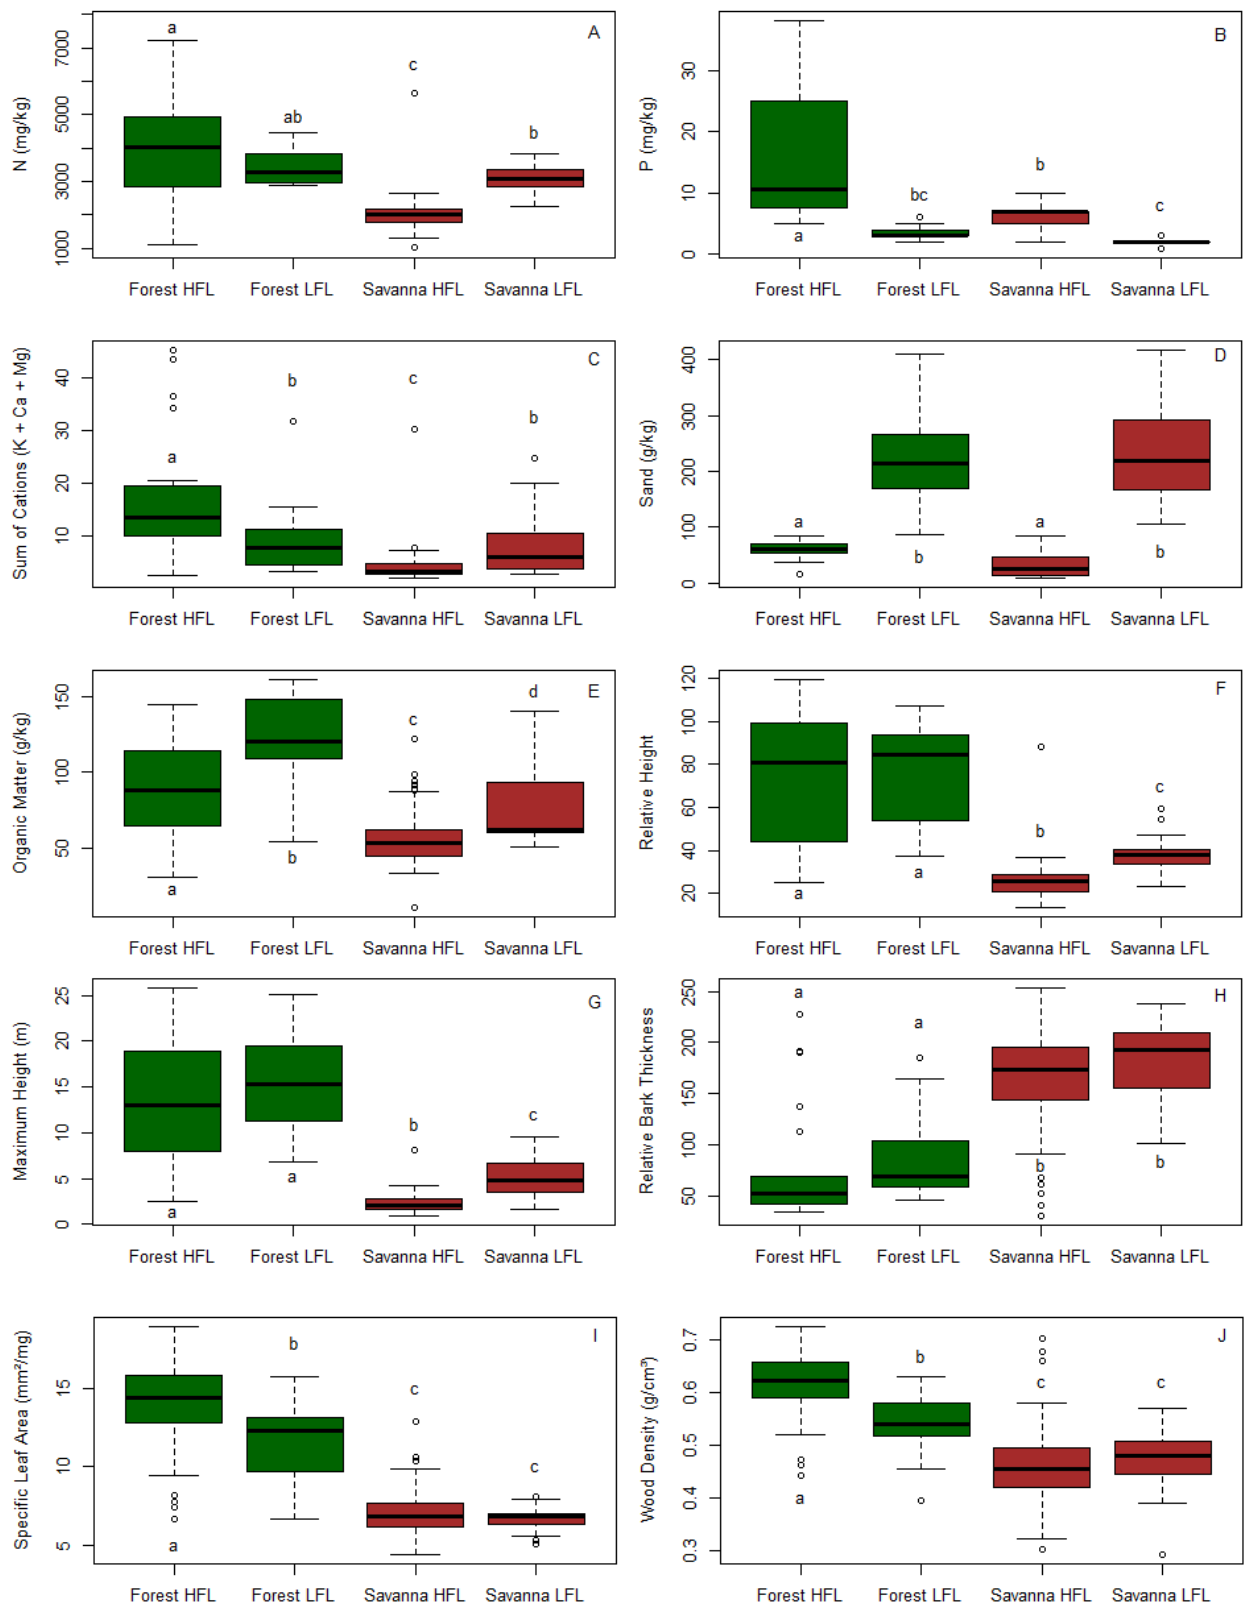 A
N (mg/kg)
7000
5000
3000
1000
a
ab
c
b
Forest HFL Forest LFL Savanna HFL Savanna LFL
B
P (mg/kg)
30
20
10
0
a
bc
b
c
Forest HFL Forest LFL Savanna HFL Savanna LFL
C
Sum of Cations (K + Ca + Mg)
40
30
20
10
a
b
c
b
Forest HFL Forest LFL Savanna HFL Savanna LFL
D
Sand (g/kg)
400
300
200
100
0
a
b
a
b
Forest HFL Forest LFL Savanna HFL Savanna LFL
E
Organic Matter (g/kg)
150
100
50
a
b
c
d
Forest HFL Forest LFL Savanna HFL Savanna LFL
F
Relative Height
120
100
80
60
40
20
a
a
b
c
Forest HFL Forest LFL Savanna HFL Savanna LFL
G
Maximum Height (m)
25
20
15
10
5
0
a
a
b
c
Forest HFL Forest LFL Savanna HFL Savanna LFL
H
Relative Bark Thickness
250
200
150
100
50
a
a
b
b
Forest HFL Forest LFL Savanna HFL Savanna LFL
I
Specific Leaf Area (mm²/mg)
15
10
5
a
b
c
c
Forest HFL Forest LFL Savanna HFL Savanna LFL
J
Wood Density (g/cm³)
0.7
0.6
0.5
0.4
0.3
a
b
c
c
Forest HFL Forest LFL Savanna HFL Savanna LFL